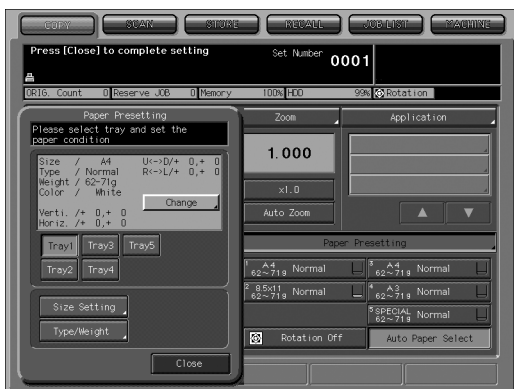 COPY SCAN STORE RECALL JOB LIST MACHINE
Press [Close] to complete setting
Set Number 0001
ORIG. Count 0 Reserve JOB 0 Memory 100% HDD 99% Rotation
Paper Presetting
Please select tray and set the
paper condition
Size / A4 U<->D/+ 0,+ 0
Type / Normal R<->L/+ 0,+ 0
Weight / 62-71g
Color / White
Change
Verti. /+ 0,+ 0
Horiz. /+ 0,+ 0
Tray1 Tray3 Tray5
Tray2 Tray4
Size Setting
Type/Weight
Close
Zoom
1.000
x1.0
Auto Zoom
Application
Paper Presetting
1 A4 62~71g Normal
3 A4 62~71g Normal
2 8.5x11 62~71g Normal
4 A3 62~71g Normal
5 SPECIAL 62~71g Normal
Rotation Off
Auto Paper Select